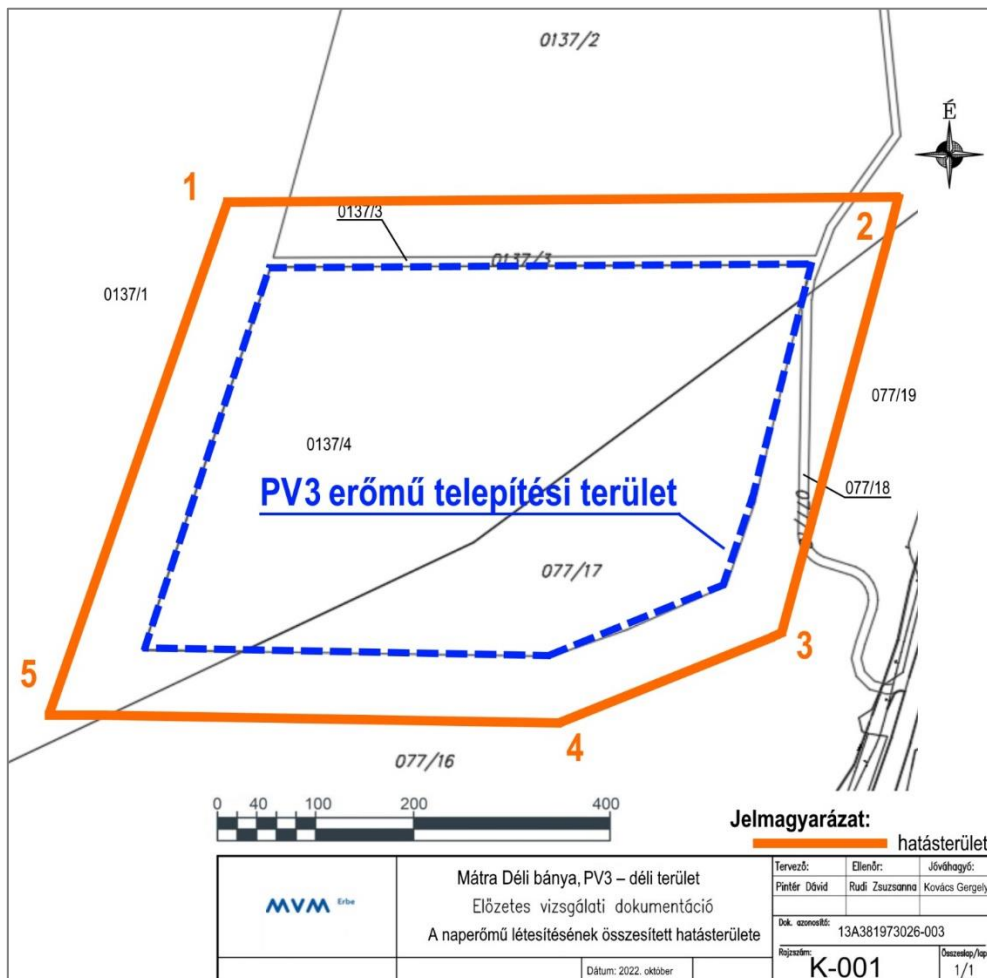 0137/2
É
1
2
0137/3
0137/3
0137/1
077/19
0137/4
PV3 erőmű telepítési terület
077/18
077/17
3
5
4
077/16
0 40 100 200 400
Jelmagyarázat:
hatásterület
MVM Erbe
Mátra Déli bánya, PV3 – déli terület
Előzetes vizsgálati dokumentáció
A naperőmű létesítésének összesített hatásterülete
Dátum: 2022. október
Tervező: Ellenőr: Jóváhagyó:
Pintér Dávid Rudi Zsuzsanna Kovács Gergely
Dok. azonosító: 13A381973026-003
Rajzszám: Összeslap/lap
K-001 1/1